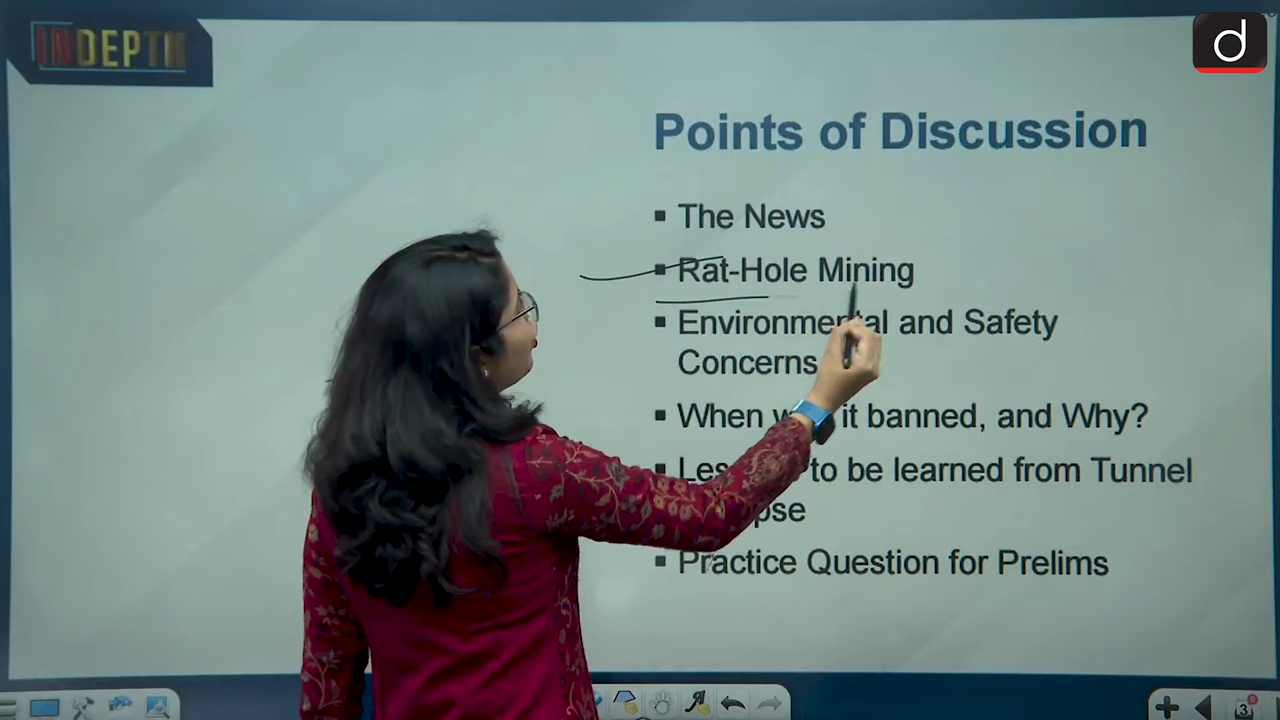 INDEPTH
d
Points of Discussion
▪ The News
▪ Rat-Hole Mining
▪ Environmental and Safety
Concerns
▪ When it banned, and Why?
▪ to be learned from Tunnel
▪ Practice Question for Prelims
3